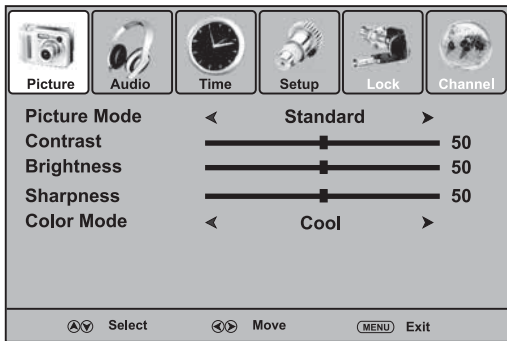 Picture Audio Time Setup Lock Channel
Picture Mode Standard
Contrast 50
Brightness 50
Sharpness 50
Color Mode Cool
Select Move MENU Exit